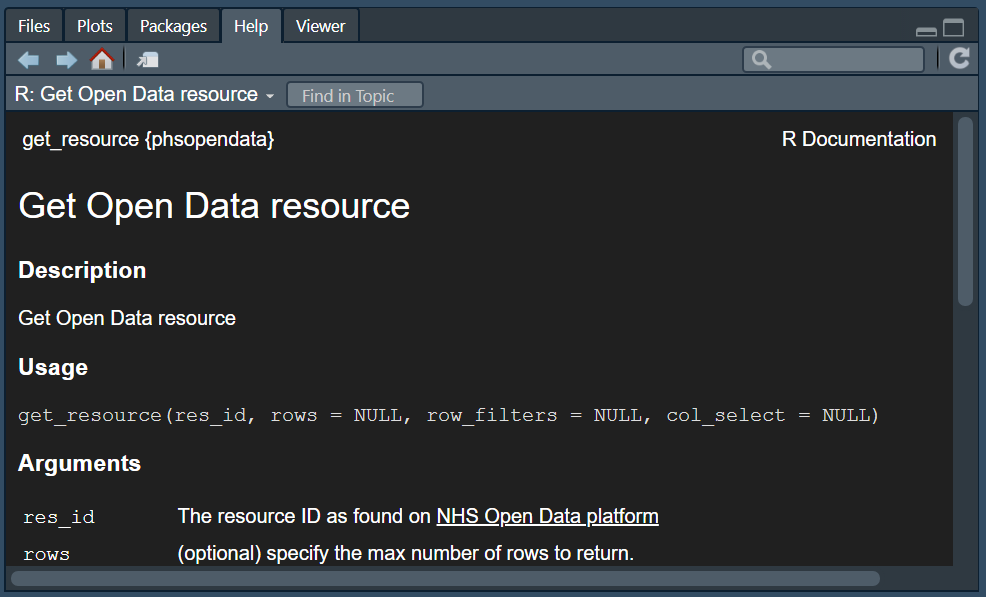 Files Plots Packages Help Viewer
R: Get Open Data resource Find in Topic
get_resource {phsopendata} R Documentation
Get Open Data resource
Description
Get Open Data resource
Usage
get_resource(res_id, rows = NULL, row_filters = NULL, col_select = NULL)
Arguments
res_id The resource ID as found on NHS Open Data platform
rows (optional) specify the max number of rows to return.